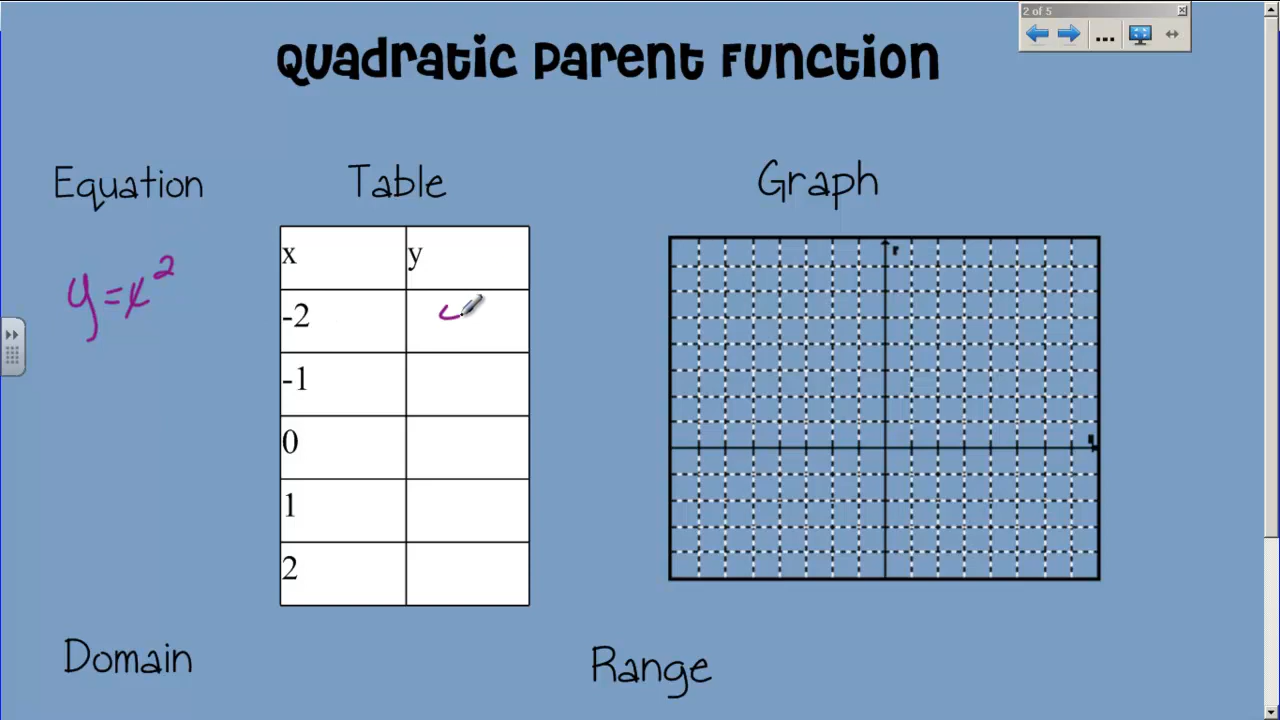 2 of 5
Quadratic Parent Function
Equation
Table
Graph
y=x²
x y
-2
-1
0
1
2
Domain
Range